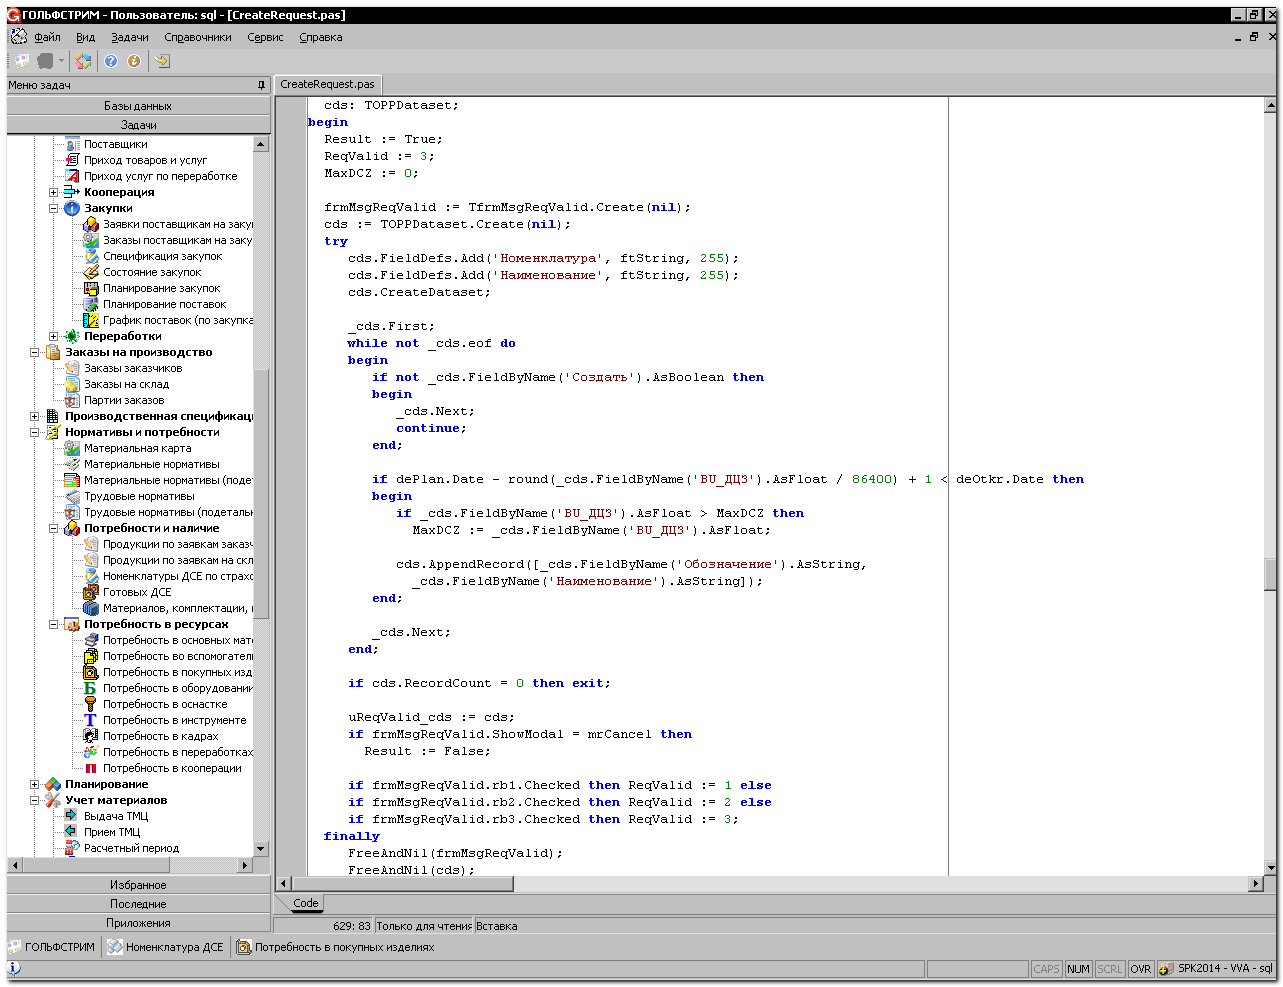 ГОЛЬФСТРИМ - Пользователь: sql - [CreateRequest.pas]
Файл Вид Задачи Справочники Сервис Справка
Меню задач
Базы данных
Задачи
Поставщики
Приход товаров и услуг
Приход услуг по переработке
Кооперация
Закупки
Заявки поставщикам на заку
Заказы поставщикам на заку
Спецификация закупок
Состояние закупок
Планирование закупок
Планирование поставок
График поставок (по закупка
Переработки
Заказы на производство
Заказы заказчиков
Заказы на склад
Партии заказов
Производственная спецификац
Нормативы и потребности
Материальная карта
Материальные нормативы
Материальные нормативы (поде
Трудовые нормативы
Трудовые нормативы (подеталь
Потребности и наличие
Продукции по заявкам заказч
Продукции по заявкам на скл
Номенклатуры ДСЕ по страхо
Готовых ДСЕ
Материалов, комплектации,
Потребность в ресурсах
Потребность в основных мат
Потребность во вспомогател
Потребность в покупных изд
Потребность в оборудовании
Потребность в оснастке
Потребность в инструменте
Потребность в кадрах
Потребность в переработках
Потребность в кооперации
Планирование
Учет материалов
Выдача ТМЦ
Прием ТМЦ
Расчетный период
Избранное
Последние
Приложения
CreateRequest.pas
cds: TOPPDataset;
begin
Result := True;
ReqValid := 3;
MaxDCZ := 0;
frmMsgReqValid := TfrmMsgReqValid.Create(nil);
cds := TOPPDataset.Create(nil);
try
cds.FieldDefs.Add('Номенклатура', ftString, 255);
cds.FieldDefs.Add('Наименование', ftString, 255);
cds.CreateDataset;
_cds.First;
while not _cds.eof do
begin
if not _cds.FieldByName('Создать').AsBoolean then
begin
_cds.Next;
continue;
end;
if dePlan.Date - round(_cds.FieldByName('BU_ДЦЗ').AsFloat / 86400) + 1 < deOtkr.Date then
begin
if _cds.FieldByName('BU_ДЦЗ').AsFloat > MaxDCZ then
MaxDCZ := _cds.FieldByName('BU_ДЦЗ').AsFloat;
cds.AppendRecord([_cds.FieldByName('Обозначение').AsString,
_cds.FieldByName('Наименование').AsString]);
end;
_cds.Next;
end;
if cds.RecordCount = 0 then exit;
uReqValid_cds := cds;
if frmMsgReqValid.ShowModal = mrCancel then
Result := False;
if frmMsgReqValid.rb1.Checked then ReqValid := 1 else
if frmMsgReqValid.rb2.Checked then ReqValid := 2 else
if frmMsgReqValid.rb3.Checked then ReqValid := 3;
finally
FreeAndNil(frmMsgReqValid);
FreeAndNil(cds);
Code
629: 83 Только для чтения Вставка
ГОЛЬФСТРИМ Номенклатура ДСЕ Потребность в покупных изделиях
CAPS NUM SCRL OVR SPK2014 - VVA - sql